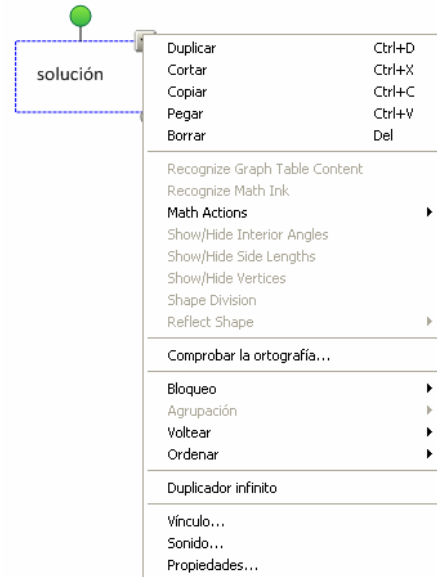 solución
Duplicar Ctrl+D
Cortar Ctrl+X
Copiar Ctrl+C
Pegar Ctrl+V
Borrar Del
Recognize Graph Table Content
Recognize Math Ink
Math Actions
Show/Hide Interior Angles
Show/Hide Side Lengths
Show/Hide Vertices
Shape Division
Reflect Shape
Comprobar la ortografía...
Bloqueo
Agrupación
Voltear
Ordenar
Duplicador infinito
Vínculo...
Sonido...
Propiedades...